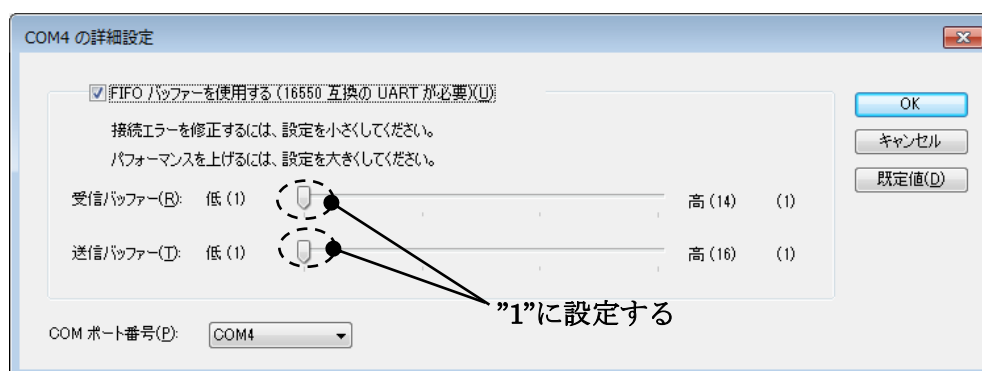 COM4 の詳細設定
FIFO バッファーを使用する (16550 互換の UART が必要)(U)
OK
接続エラーを修正するには、設定を小さくしてください。
キャンセル
パフォーマンスを上げるには、設定を大きくしてください。
既定値(D)
受信バッファー(R): 低 (1) 高 (14) (1)
送信バッファー(T): 低 (1) 高 (16) (1)
”1”に設定する
COM ポート番号(P): COM4